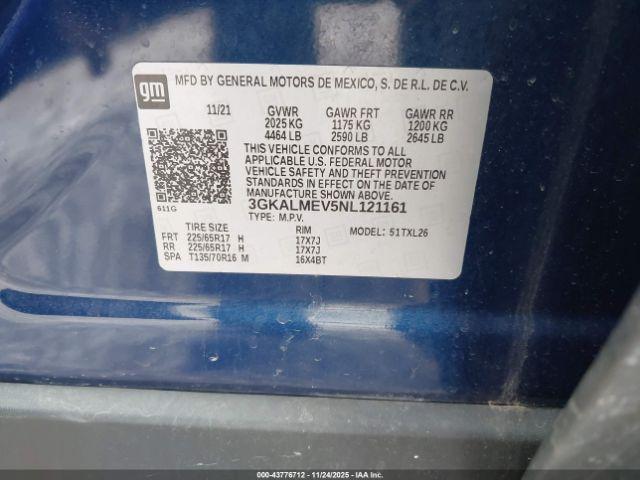 gm
MFD BY GENERAL MOTORS DE MEXICO, S. DE R.L. DE C.V.
11/21 GVWR GAWR FRT GAWR RR
2025 KG 1175 KG 1200 KG
4464 LB 2590 LB 2645 LB
THIS VEHICLE CONFORMS TO ALL
APPLICABLE U.S. FEDERAL MOTOR
VEHICLE SAFETY AND THEFT
STANDARDS IN EFFECT ON THE DATE OF
MANUFACTURE SHOWN ABOVE.
611G 3GKALMEV5NL121161
TYPE: M.P.V.
TIRE SIZE RIM MODEL: 51TXL26
FRT 225/65R17 H 17X7J
RR 225/65R17 H 17X7J
SPA T135/70R16 M 16X4BT
000-43776712 - 11/24/2025 - IAAI.COM